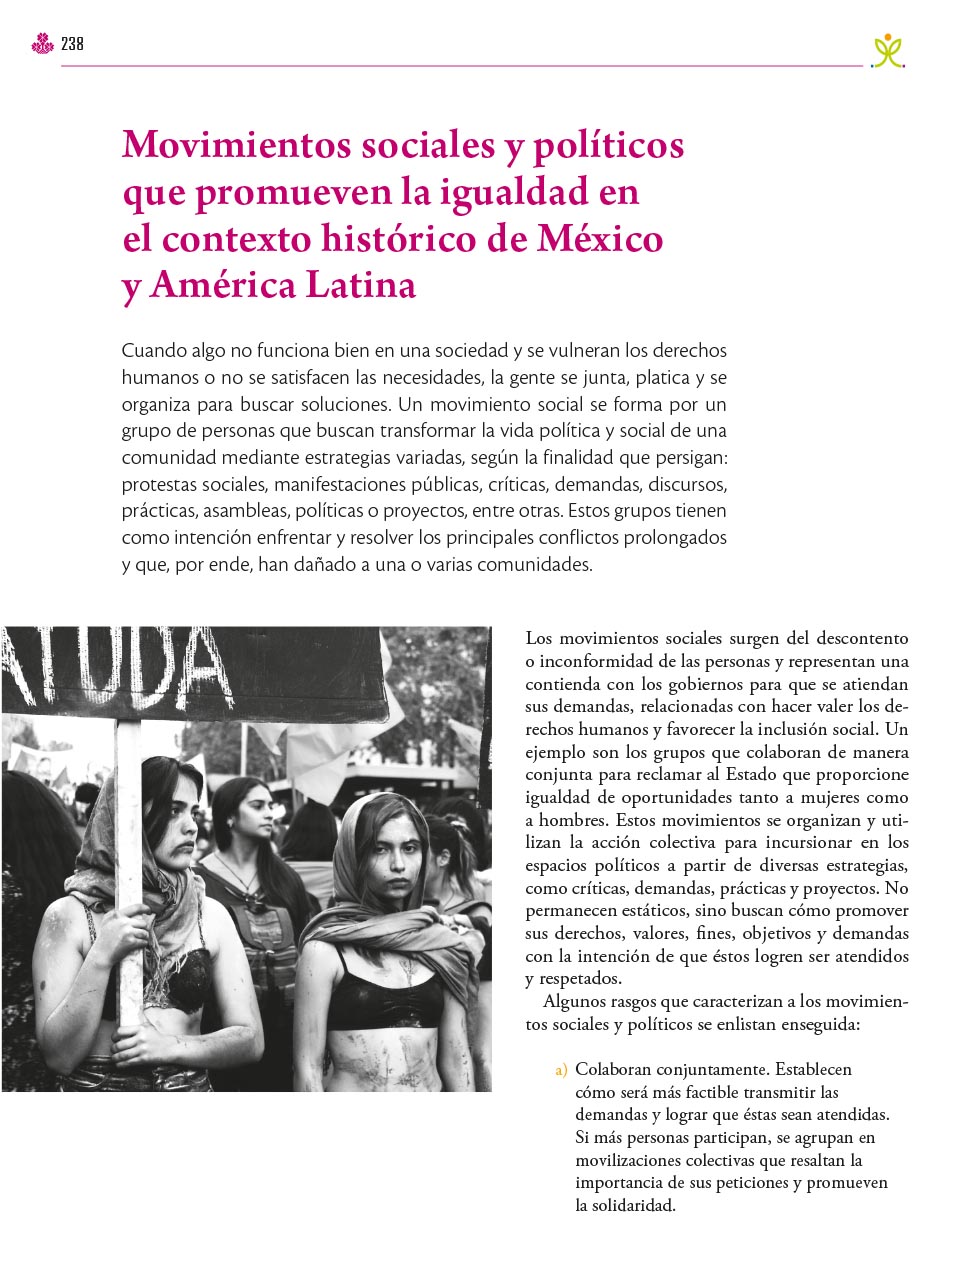 238
Movimientos sociales y políticos
que promueven la igualdad en
el contexto histórico de México
y América Latina
Cuando algo no funciona bien en una sociedad y se vulneran los derechos
humanos o no se satisfacen las necesidades, la gente se junta, platica y se
organiza para buscar soluciones. Un movimiento social se forma por un
grupo de personas que buscan transformar la vida política y social de una
comunidad mediante estrategias variadas, según la finalidad que persigan:
protestas sociales, manifestaciones públicas, críticas, demandas, discursos,
prácticas, asambleas, políticas o proyectos, entre otras. Estos grupos tienen
como intención enfrentar y resolver los principales conflictos prolongados
y que, por ende, han dañado a una o varias comunidades.
AYUDA
Los movimientos sociales surgen del descontento
o inconformidad de las personas y representan una
contienda con los gobiernos para que se atiendan
sus demandas, relacionadas con hacer valer los de-
rechos humanos y favorecer la inclusión social. Un
ejemplo son los grupos que colaboran de manera
conjunta para reclamar al Estado que proporcione
igualdad de oportunidades tanto a mujeres como
a hombres. Estos movimientos se organizan y uti-
lizan la acción colectiva para incursionar en los
espacios políticos a partir de diversas estrategias,
como críticas, demandas, prácticas y proyectos. No
permanecen estáticos, sino buscan cómo promover
sus derechos, valores, fines, objetivos y demandas
con la intención de que éstos logren ser atendidos
y respetados.
Algunos rasgos que caracterizan a los movimien-
tos sociales y políticos se enlistan enseguida:
a) Colaboran conjuntamente. Establecen
cómo será más factible transmitir las
demandas y lograr que éstas sean atendidas.
Si más personas participan, se agrupan en
movilizaciones colectivas que resaltan la
importancia de sus peticiones y promueven
la solidaridad.